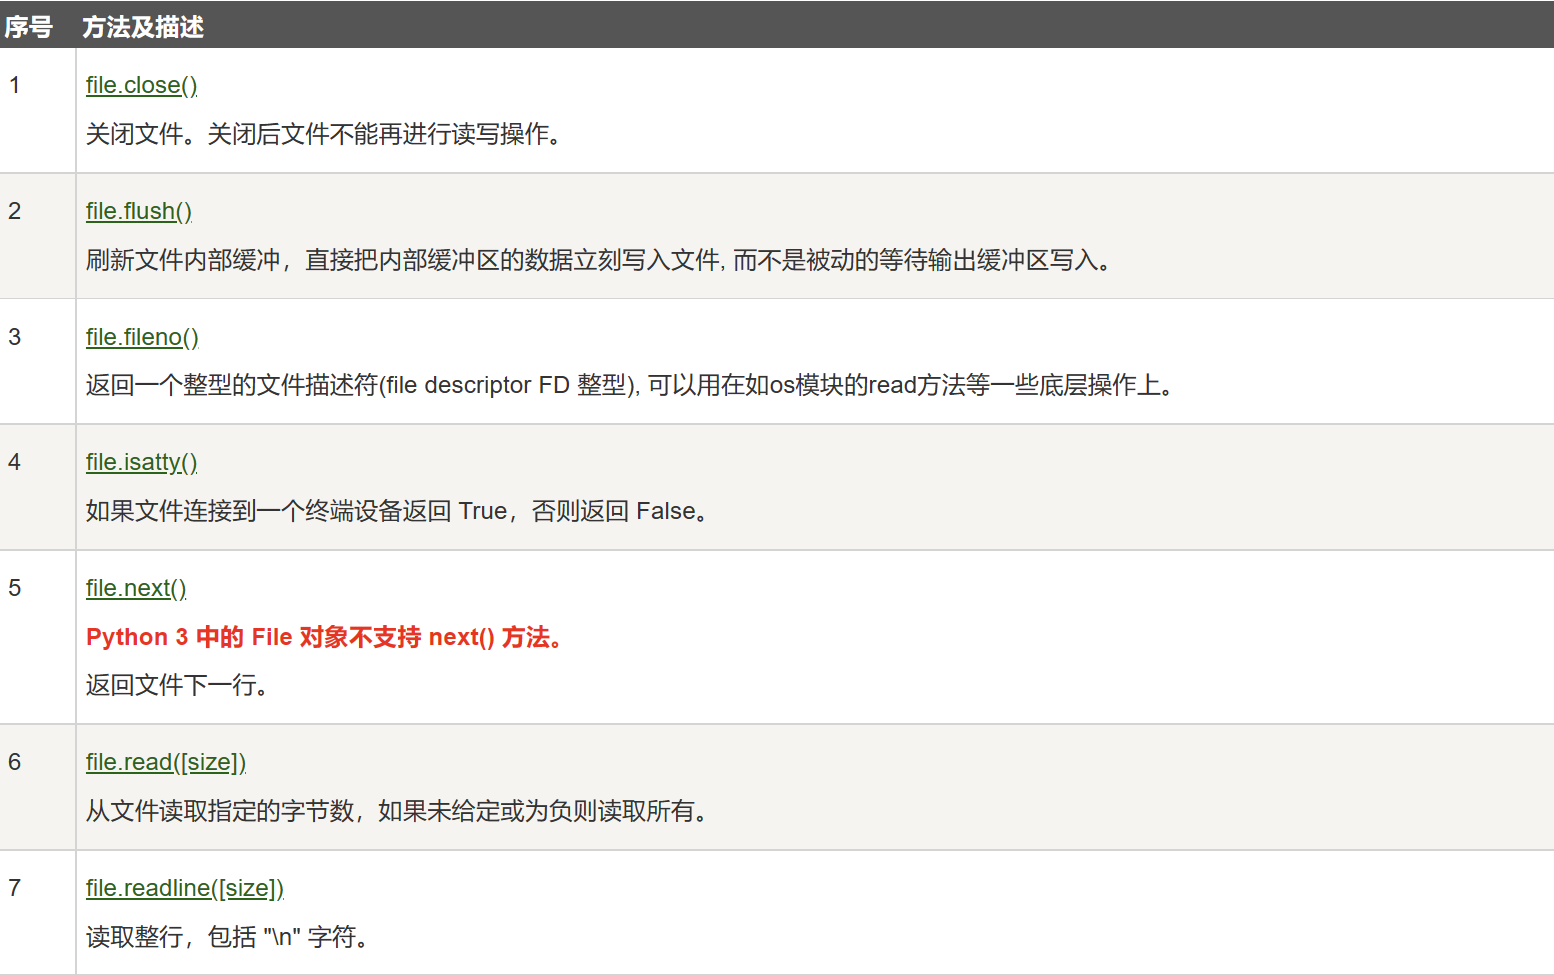 序号 方法及描述
1 file.close()
关闭文件。关闭后文件不能再进行读写操作。
2 file.flush()
刷新文件内部缓冲，直接把内部缓冲区的数据立刻写入文件, 而不是被动的等待输出缓冲区写入。
3 file.fileno()
返回一个整型的文件描述符(file descriptor FD 整型), 可以用在如os模块的read方法等一些底层操作上。
4 file.isatty()
如果文件连接到一个终端设备返回 True，否则返回 False。
5 file.next()
Python 3 中的 File 对象不支持 next() 方法。
返回文件下一行。
6 file.read([size])
从文件读取指定的字节数，如果未给定或为负则读取所有。
7 file.readline([size])
读取整行，包括 "\n" 字符。